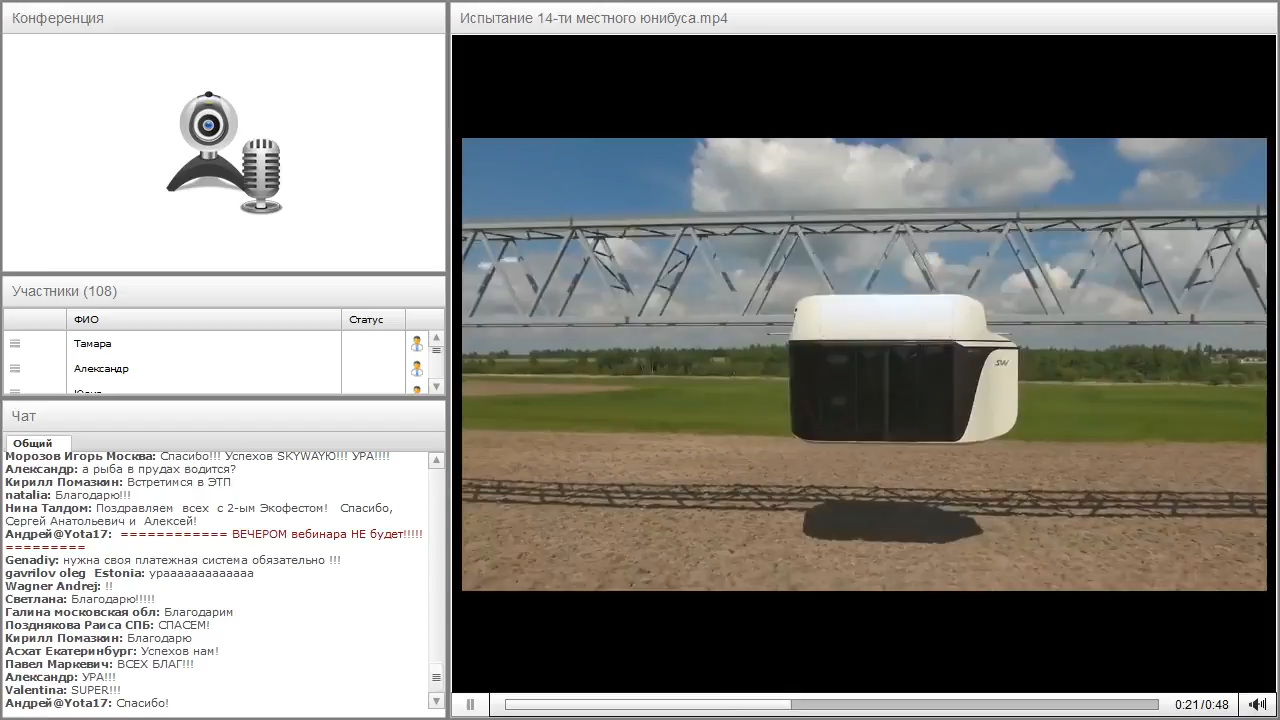 Конференция
Испытание 14-ти местного юнибуса.mp4
Участники (108)
ФИО
Статус
Тамара
Александр
Юлия
Чат
Общий
Морозов Игорь Москва: Спасибо!!! Успехов SKYWAYЮ!!! УРА!!!!
Александр: а рыба в прудах водится?
Кирилл Помазкин: Встретимся в ЭТП
natalia: Благодарю!!!
Нина Талдом: Поздравляем всех с 2-ым Экофестом! Спасибо,
Сергей Анатольевич и Алексей!
Андрей@Yota17: ============ ВЕЧЕРОМ вебинара НЕ будет!!!!!
=========
Genadiy: нужна своя платежная система обязательно !!!
gavrilov oleg Estonia: урааааааааааааа
Wagner Andrej: !!
Светлана: Благодарю!!!!!
Галина московская обл: Благодарим
Позднякова Раиса СПБ: СПАСЕМ!
Кирилл Помазкин: Благодарю
Асхат Екатеринбург: Успехов нам!
Павел Маркевич: ВСЕХ БЛАГ!!!
Александр: УРА!!!
Valentina: SUPER!!!
Андрей@Yota17: Спасибо!
SW
0:21/0:48